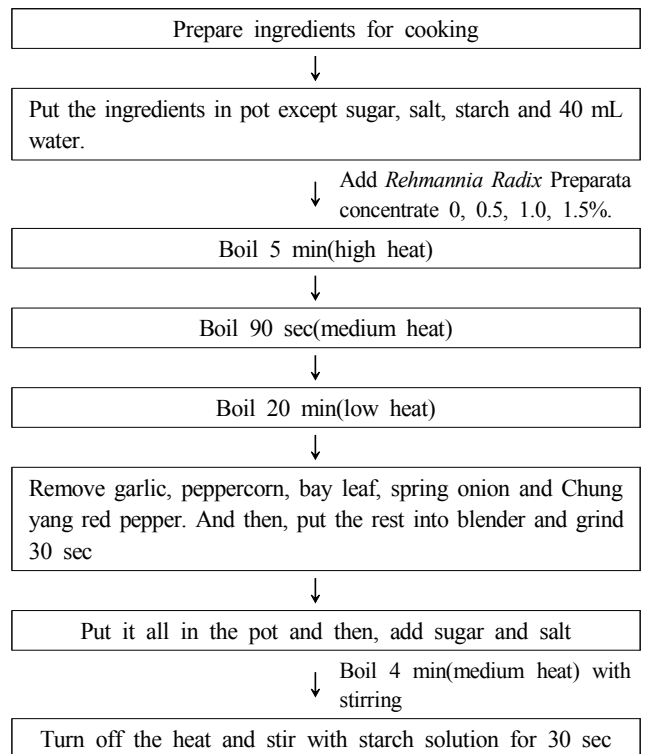 Prepare ingredients for cooking
Put the ingredients in pot except sugar, salt, starch and 40 mL
water.
Add Rehmannia Radix Preparata
concentrate 0, 0.5, 1.0, 1.5%.
Boil 5 min(high heat)
Boil 90 sec(medium heat)
Boil 20 min(low heat)
Remove garlic, peppercorn, bay leaf, spring onion and Chung
yang red pepper. And then, put the rest into blender and grind
30 sec
Put it all in the pot and then, add sugar and salt
Boil 4 min(medium heat) with
stirring
Turn off the heat and stir with starch solution for 30 sec